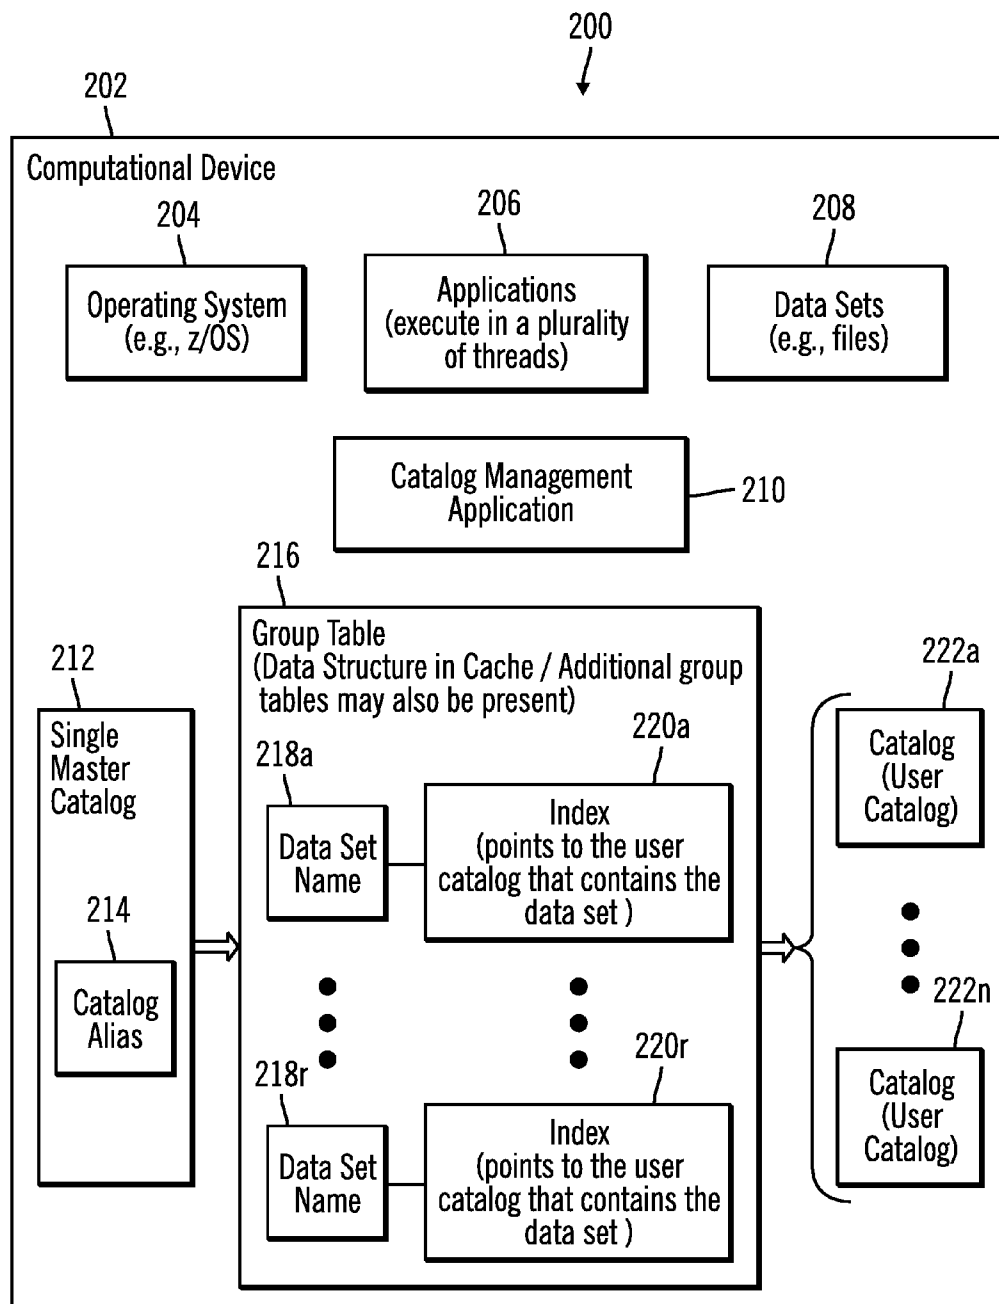 200
202
Computational Device
204
Operating System
(e.g., z/OS)
206
Applications
(execute in a plurality
of threads)
208
Data Sets
(e.g., files)
Catalog Management
Application
210
212
Single
Master
Catalog
214
Catalog
Alias
216
Group Table
(Data Structure in Cache / Additional group
tables may also be present)
218a
Data Set
Name
220a
Index
(points to the user
catalog that contains the
data set )
218r
Data Set
Name
220r
Index
(points to the user
catalog that contains the
data set )
222a
Catalog
(User
Catalog)
222n
Catalog
(User
Catalog)